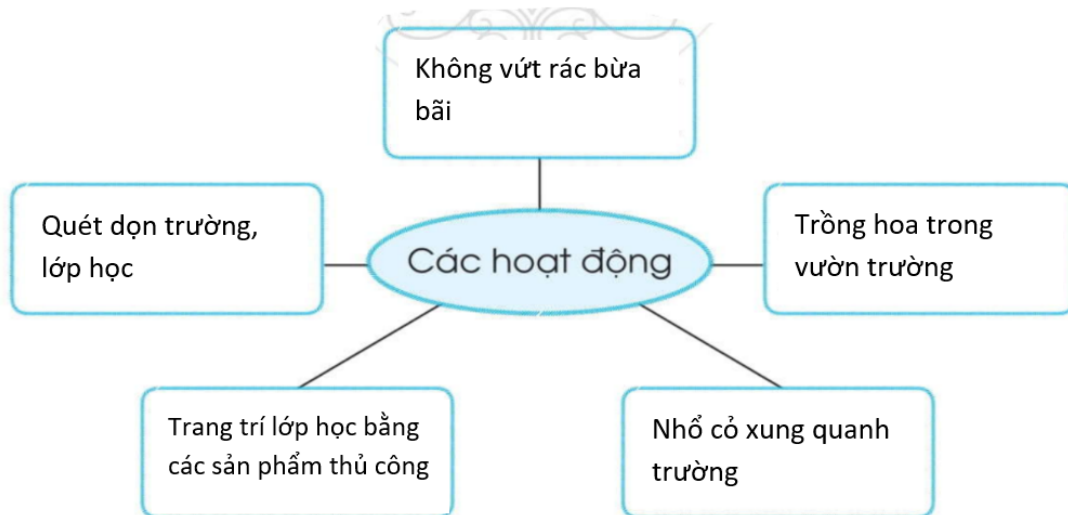 Không vứt rác bừa
bãi
Quét dọn trường,
lớp học
Các hoạt động
Trồng hoa trong
vườn trường
Trang trí lớp học bằng
các sản phẩm thủ công
Nhổ cỏ xung quanh
trường